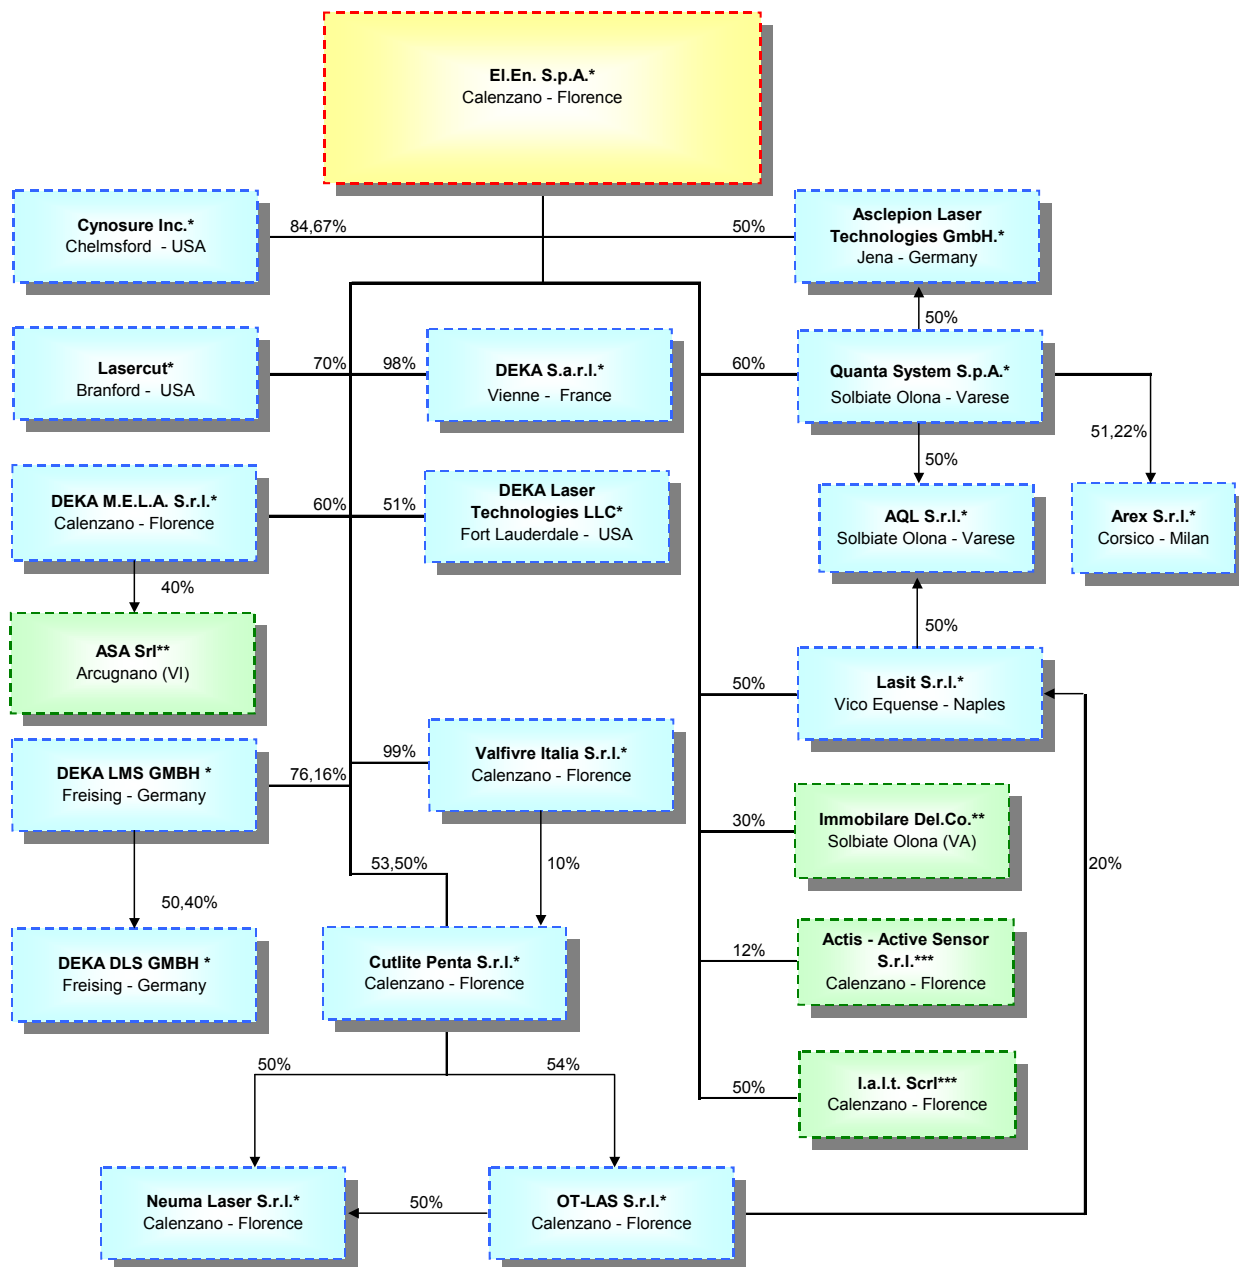 El.En. S.p.A.*
Calenzano - Florence
Cynosure Inc.*
Chelmsford - USA
84,67%
50%
Asclepion Laser
Technologies GmbH.*
Jena - Germany
50%
Lasercut*
Branford - USA
70%
98%
DEKA S.a.r.l.*
Vienne - France
60%
Quanta System S.p.A.*
Solbiate Olona - Varese
51,22%
50%
DEKA M.E.L.A. S.r.l.*
Calenzano - Florence
60%
51%
DEKA Laser
Technologies LLC*
Fort Lauderdale - USA
AQL S.r.l.*
Solbiate Olona - Varese
Arex S.r.l.*
Corsico - Milan
40%
50%
ASA Srl**
Arcugnano (VI)
50%
Lasit S.r.l.*
Vico Equense - Naples
DEKA LMS GMBH *
Freising - Germany
76,16%
99%
Valfivre Italia S.r.l.*
Calenzano - Florence
30%
Immobilare Del.Co.**
Solbiate Olona (VA)
20%
53,50%
10%
50,40%
DEKA DLS GMBH *
Freising - Germany
Cutlite Penta S.r.l.*
Calenzano - Florence
12%
Actis - Active Sensor
S.r.l.***
Calenzano - Florence
50%
54%
50%
I.a.l.t. Scrl***
Calenzano - Florence
Neuma Laser S.r.l.*
Calenzano - Florence
50%
OT-LAS S.r.l.*
Calenzano - Florence